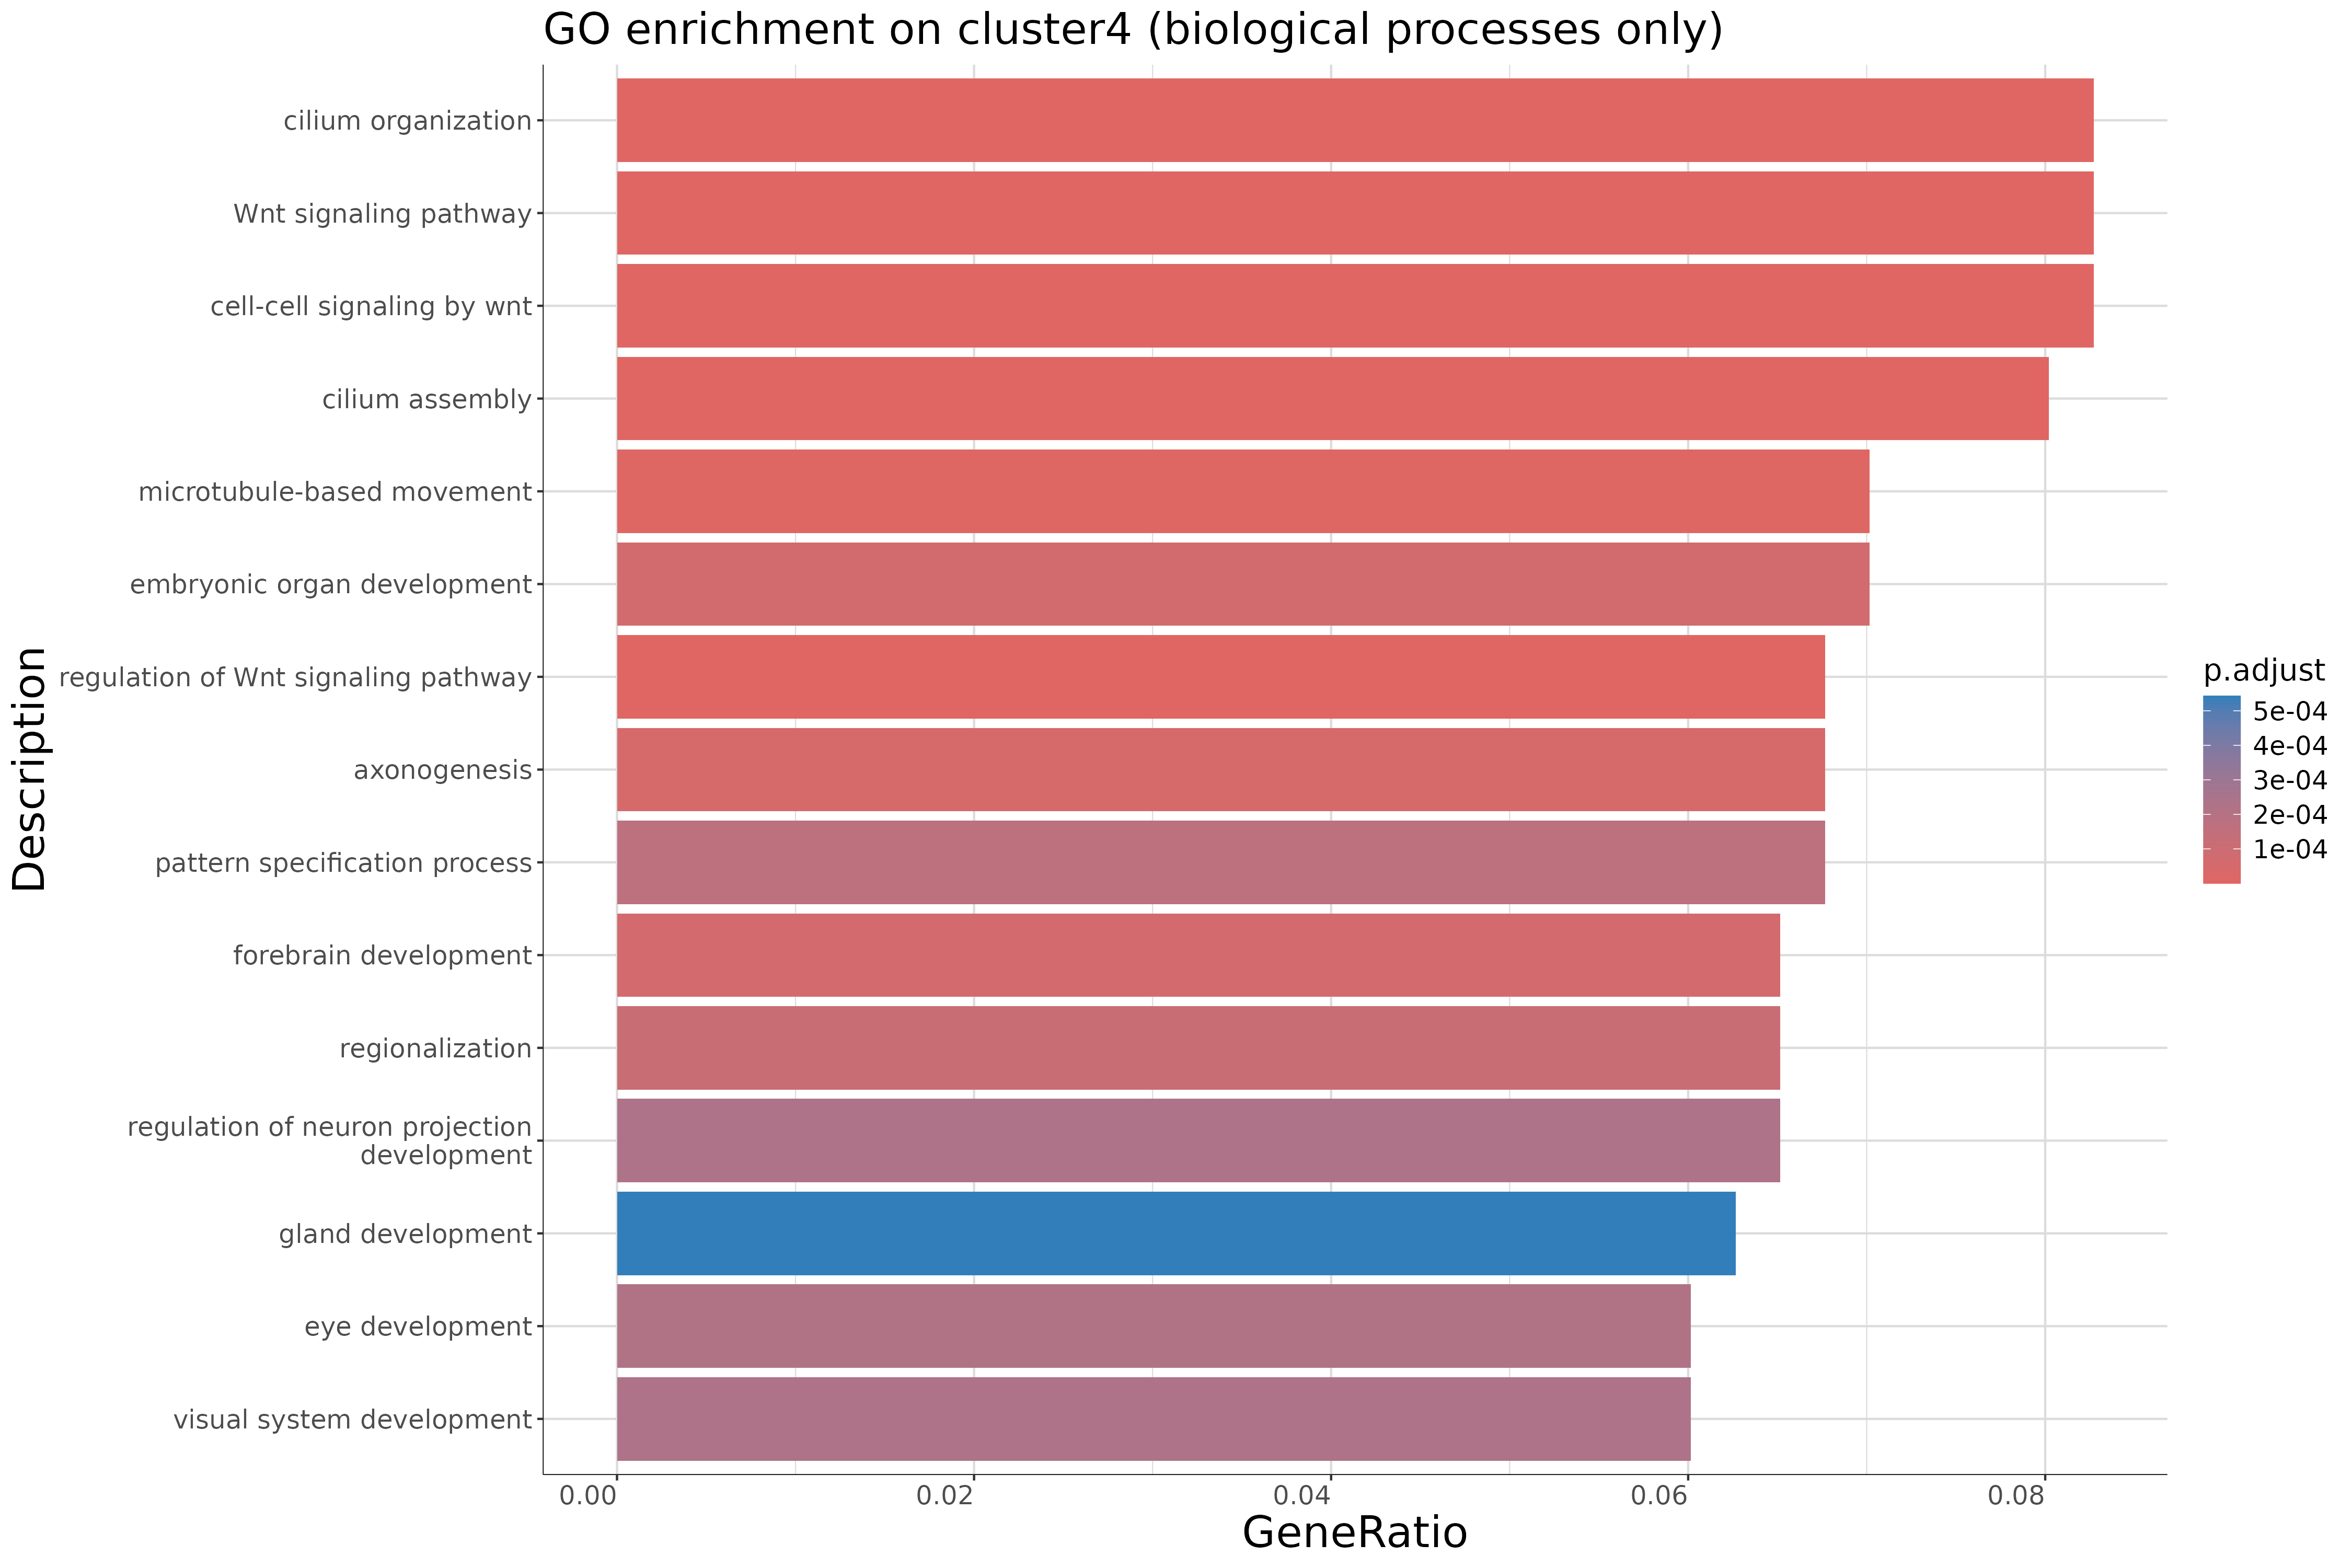 GO enrichment on cluster4 (biological processes only)
cilium organization
Wnt signaling pathway
cell-cell signaling by wnt
cilium assembly
microtubule-based movement
embryonic organ development
regulation of Wnt signaling pathway
axonogenesis
pattern specification process
forebrain development
regionalization
regulation of neuron projection
development
gland development
eye development
visual system development
Description
0.00 0.02 0.04 0.06 0.08
GeneRatio
p.adjust
5e-04
4e-04
3e-04
2e-04
1e-04